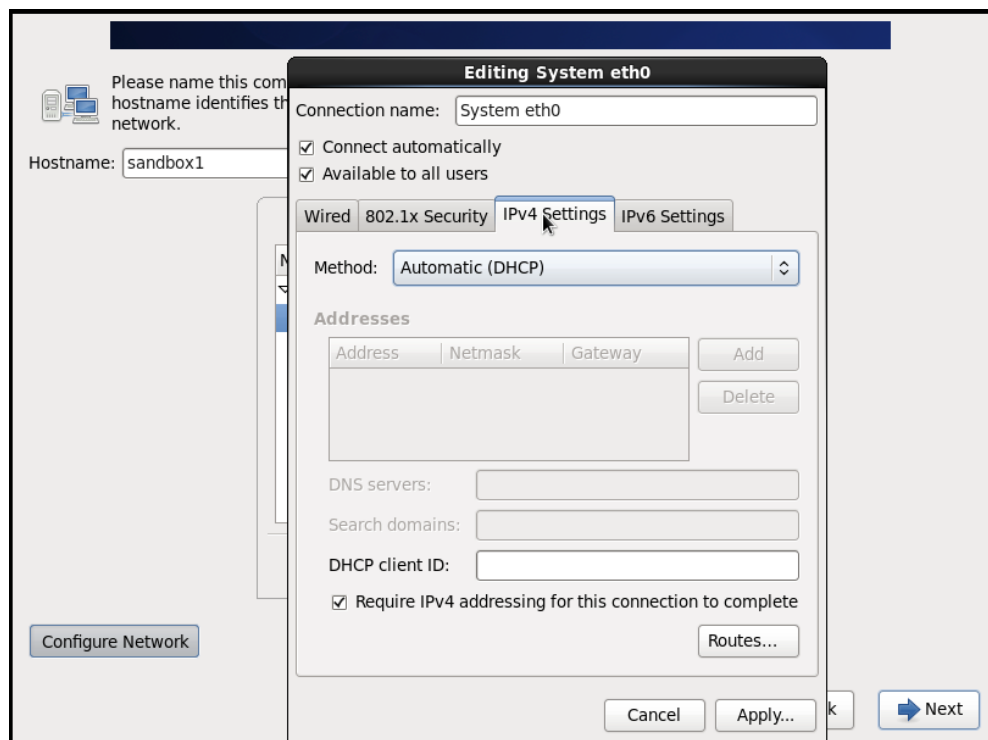 Editing System eth0
Please name this com
hostname identifies th
network.
Hostname: sandbox1
Connection name: System eth0
Connect automatically
Available to all users
Wired
802.1x Security
IPv4 Settings
IPv6 Settings
N
Method: Automatic (DHCP)
Addresses
Address Netmask Gateway
Add
Delete
DNS servers:
Search domains:
DHCP client ID:
Require IPv4 addressing for this connection to complete
Routes...
Configure Network
Cancel
Apply...
k
Next